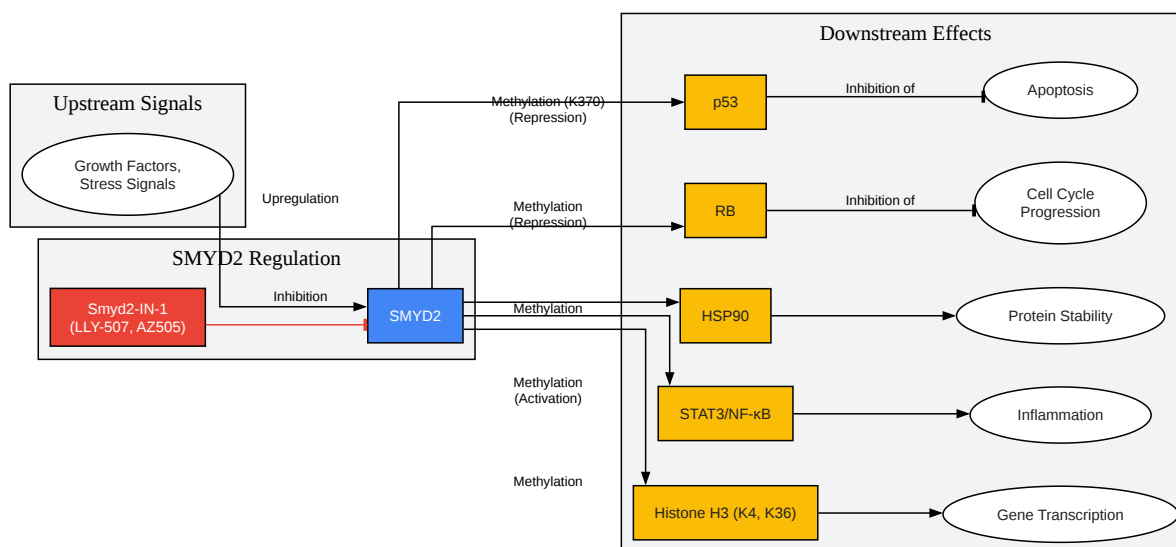 Downstream Effects
Upstream Signals
Growth Factors,
Stress Signals
Upregulation
SMYD2 Regulation
Smyd2-IN-1
(LLY-507, AZ505)
Inhibition
SMYD2
Methylation (K370)
(Repression)
p53
Inhibition of
Apoptosis
Methylation
(Repression)
RB
Inhibition of
Cell Cycle
Progression
Methylation
HSP90
Protein Stability
Methylation
(Activation)
STAT3/NF-κB
Inflammation
Methylation
Histone H3 (K4, K36)
Gene Transcription